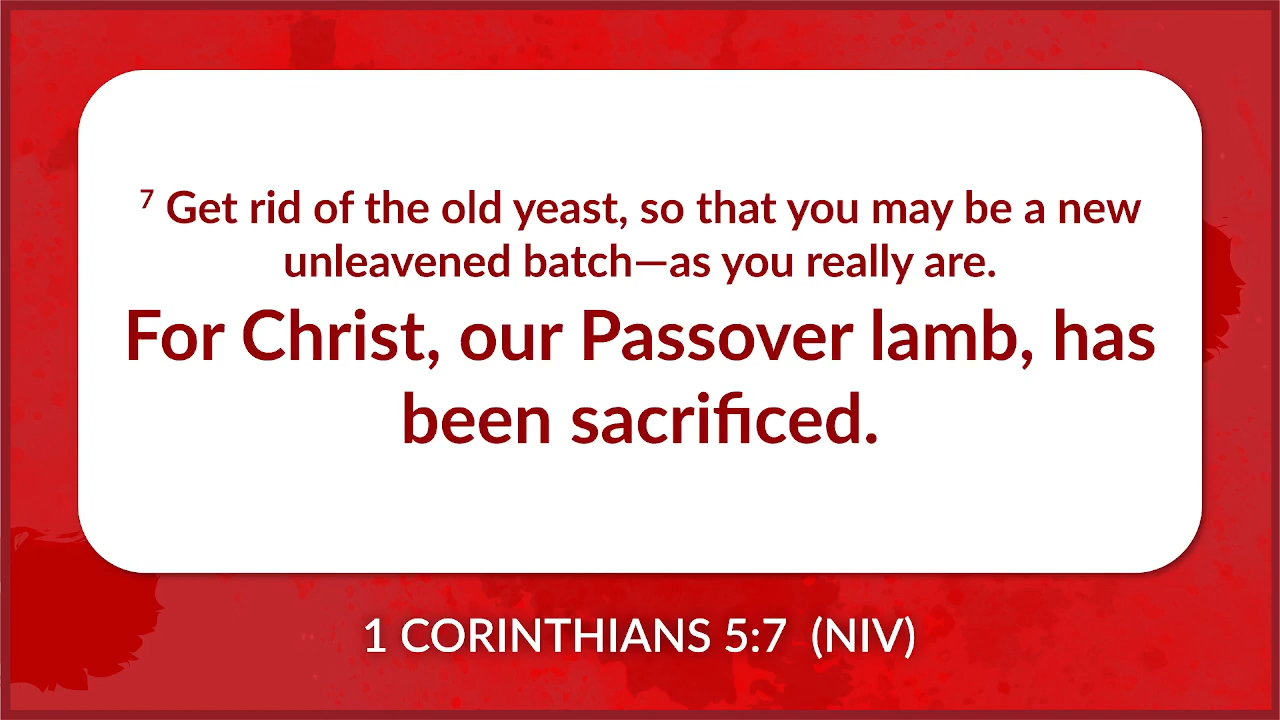 ⁷ Get rid of the old yeast, so that you may be a new
unleavened batch—as you really are.
For Christ, our Passover lamb, has
been sacrificed.
1 CORINTHIANS 5:7  (NIV)